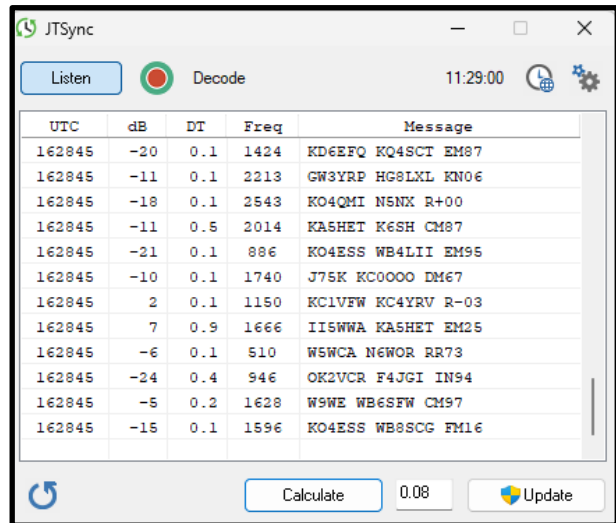 JTSync
Listen Decode 11:29:00
UTC dB DT Freq Message
162845 -20 0.1 1424 KD6EFQ KQ4SCT EM87
162845 -11 0.1 2213 GW3YRP HG8LXL KN06
162845 -18 0.1 2543 KO4QMI N5NX R+00
162845 -11 0.5 2014 KA5HET K6SH CM87
162845 -21 0.1 886 KO4ESS WB4LII EM95
162845 -10 0.1 1740 J75K KC0OOO DM67
162845 2 0.1 1150 KC1VFW KC4YRV R-03
162845 7 0.9 1666 II5WWA KA5HET EM25
162845 -6 0.1 510 W5WCA N6WOR RR73
162845 -24 0.4 946 OK2VCR F4JGI IN94
162845 -5 0.2 1628 W9WE WB6SFW CM97
162845 -15 0.1 1596 KO4ESS WB8SCG FM16
Calculate 0.08 Update